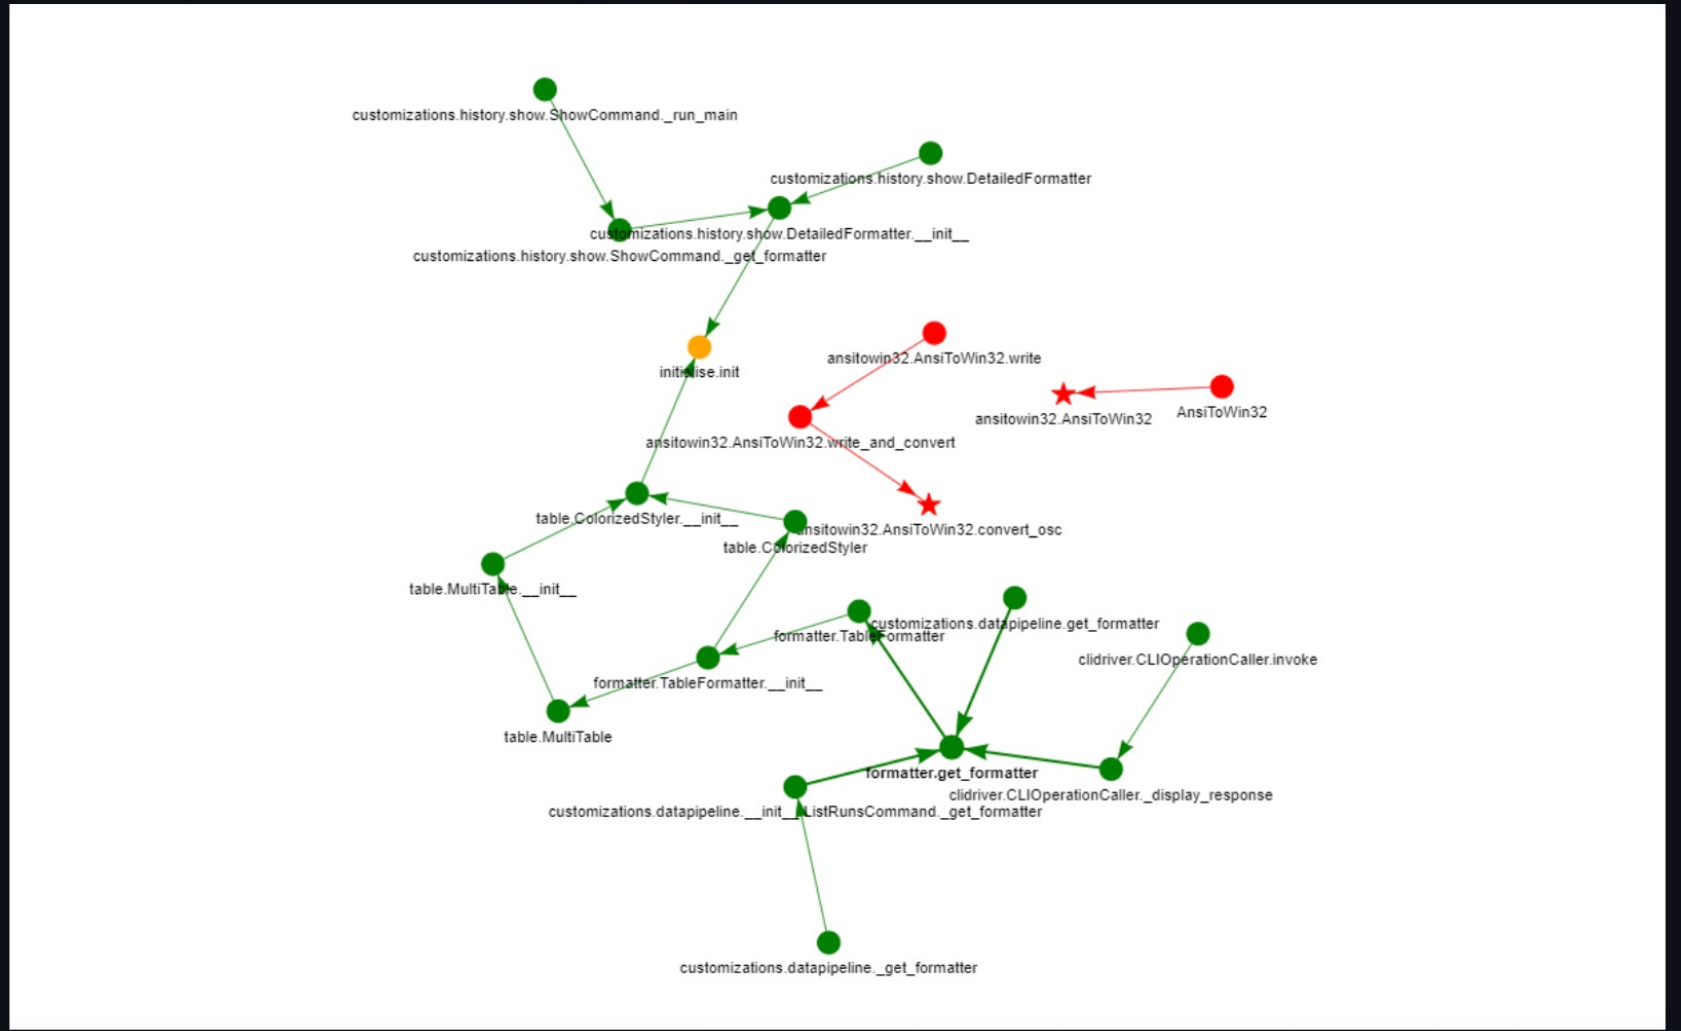 customizations.history.show.ShowCommand._run_main
customizations.history.show.DetailedFormatter
customizations.history.show.DetailedFormatter.__init__
customizations.history.show.ShowCommand._get_formatter
ansitowin32.AnsiToWin32.write
initialise.init
AnsiToWin32
ansitowin32.AnsiToWin32
ansitowin32.AnsiToWin32.write_and_convert
table.ColorizedStyler.__init__
ansitowin32.AnsiToWin32.convert_osc
table.ColorizedStyler
table.MultiTable.__init__
customizations.datapipeline.get_formatter
formatter.TableFormatter
clidriver.CLIOperationCaller.invoke
formatter.TableFormatter.__init__
table.MultiTable
formatter.get_formatter
clidriver.CLIOperationCaller._display_response
customizations.datapipeline.__init__.ListRunsCommand._get_formatter
customizations.datapipeline._get_formatter